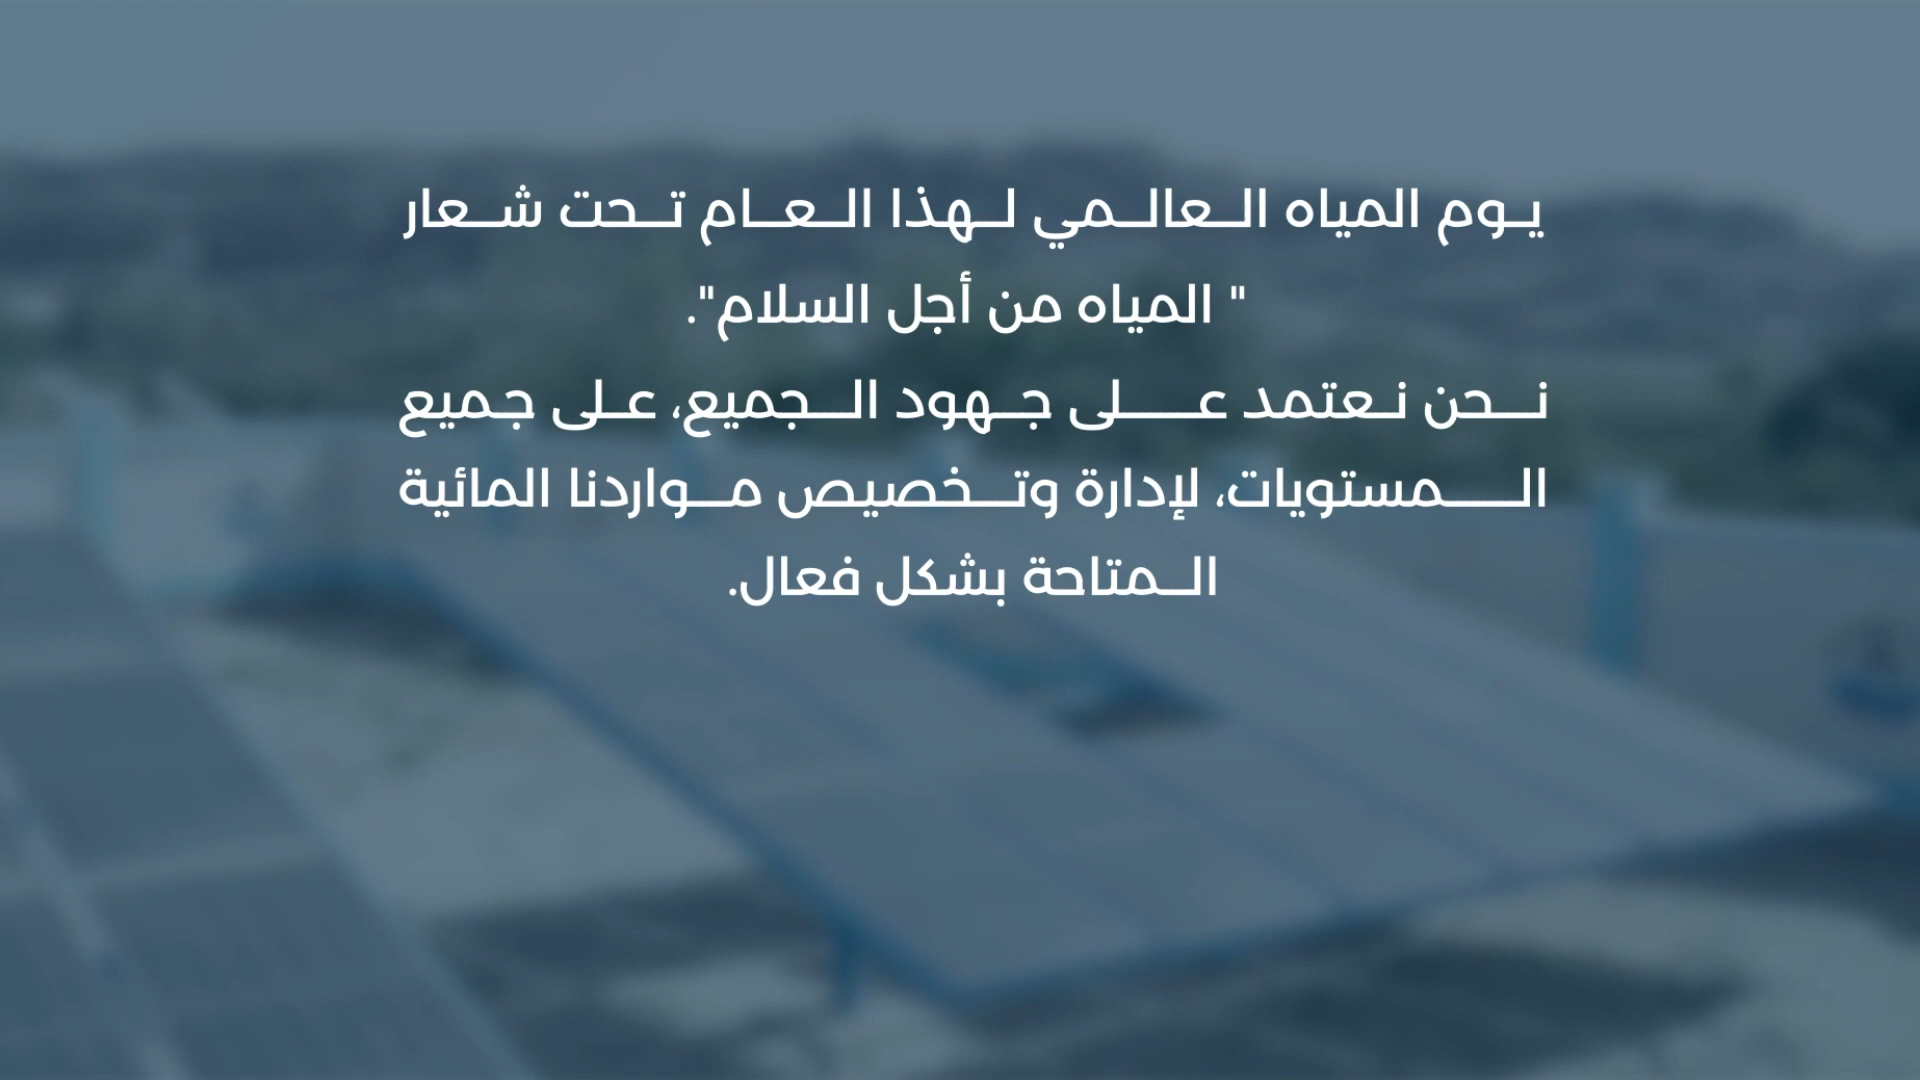 يوم المياه العالمي لهذا العام تحت شعار
" المياه من أجل السلام".
نحن نعتمد على جهود الجميع، على جميع
المستويات، لإدارة وتخصيص مواردنا المائية
المتاحة بشكل فعال.